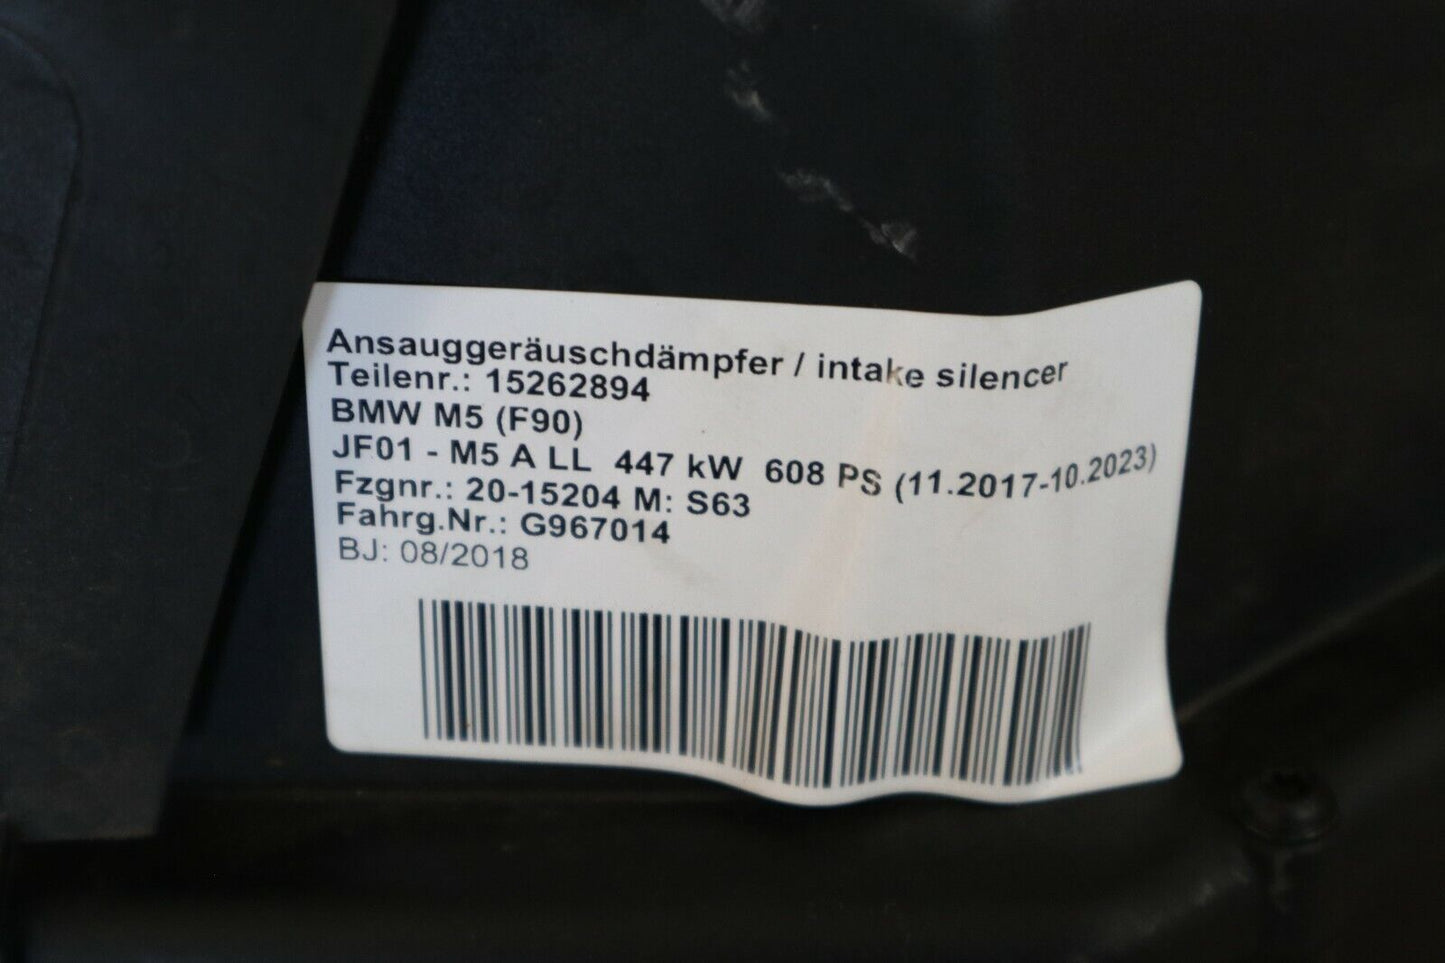 Ansauggeräuschdämpfer / intake silencer
Teilenr.: 15262894
BMW M5 (F90)
JF01 - M5 A LL 447 kW 608 PS (11.2017-10.2023)
Fzgnr.: 20-15204 M: S63
Fahrg.Nr.: G967014
BJ: 08/2018